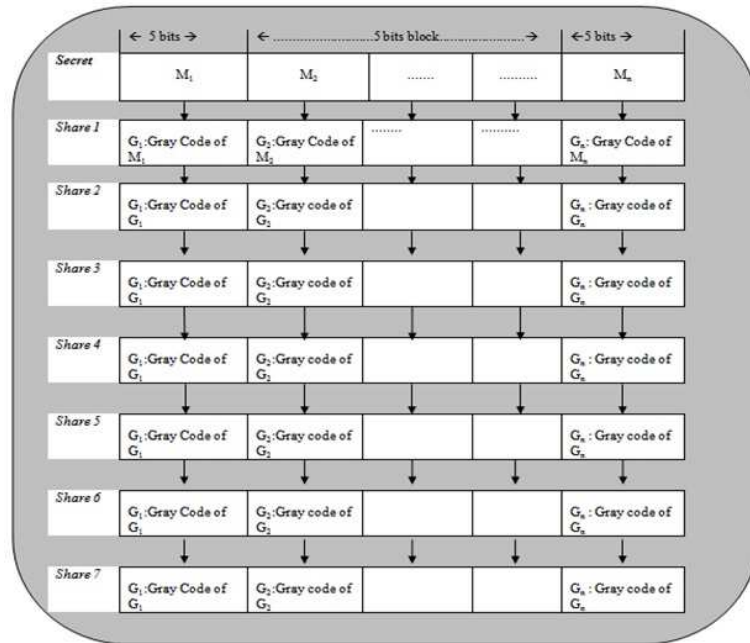 ← 5 bits → ← ........................5 bits block..................... → ←5 bits→
Secret M₁ M₂ ....... .......... Mₙ
Share 1 G₁:Gray Code of G₂:Gray Code of ........ .......... Gₙ: Gray Code of
M₁ M₂ Mₙ
Share 2 G₁:Gray Code of G₂:Gray code of Gₙ : Gray code of
G₁ G₂ Gₙ
Share 3 G₁:Gray Code of G₂:Gray code of Gₙ : Gray code of
G₁ G₂ Gₙ
Share 4 G₁:Gray Code of G₂:Gray code of Gₙ : Gray code of
G₁ G₂ Gₙ
Share 5 G₁:Gray Code of G₂:Gray code of Gₙ : Gray code of
G₁ G₂ Gₙ
Share 6 G₁:Gray Code of G₂:Gray code of Gₙ : Gray code of
G₁ G₂ Gₙ
Share 7 G₁:Gray Code of G₂:Gray code of Gₙ : Gray code of
G₁ G₂ Gₙ